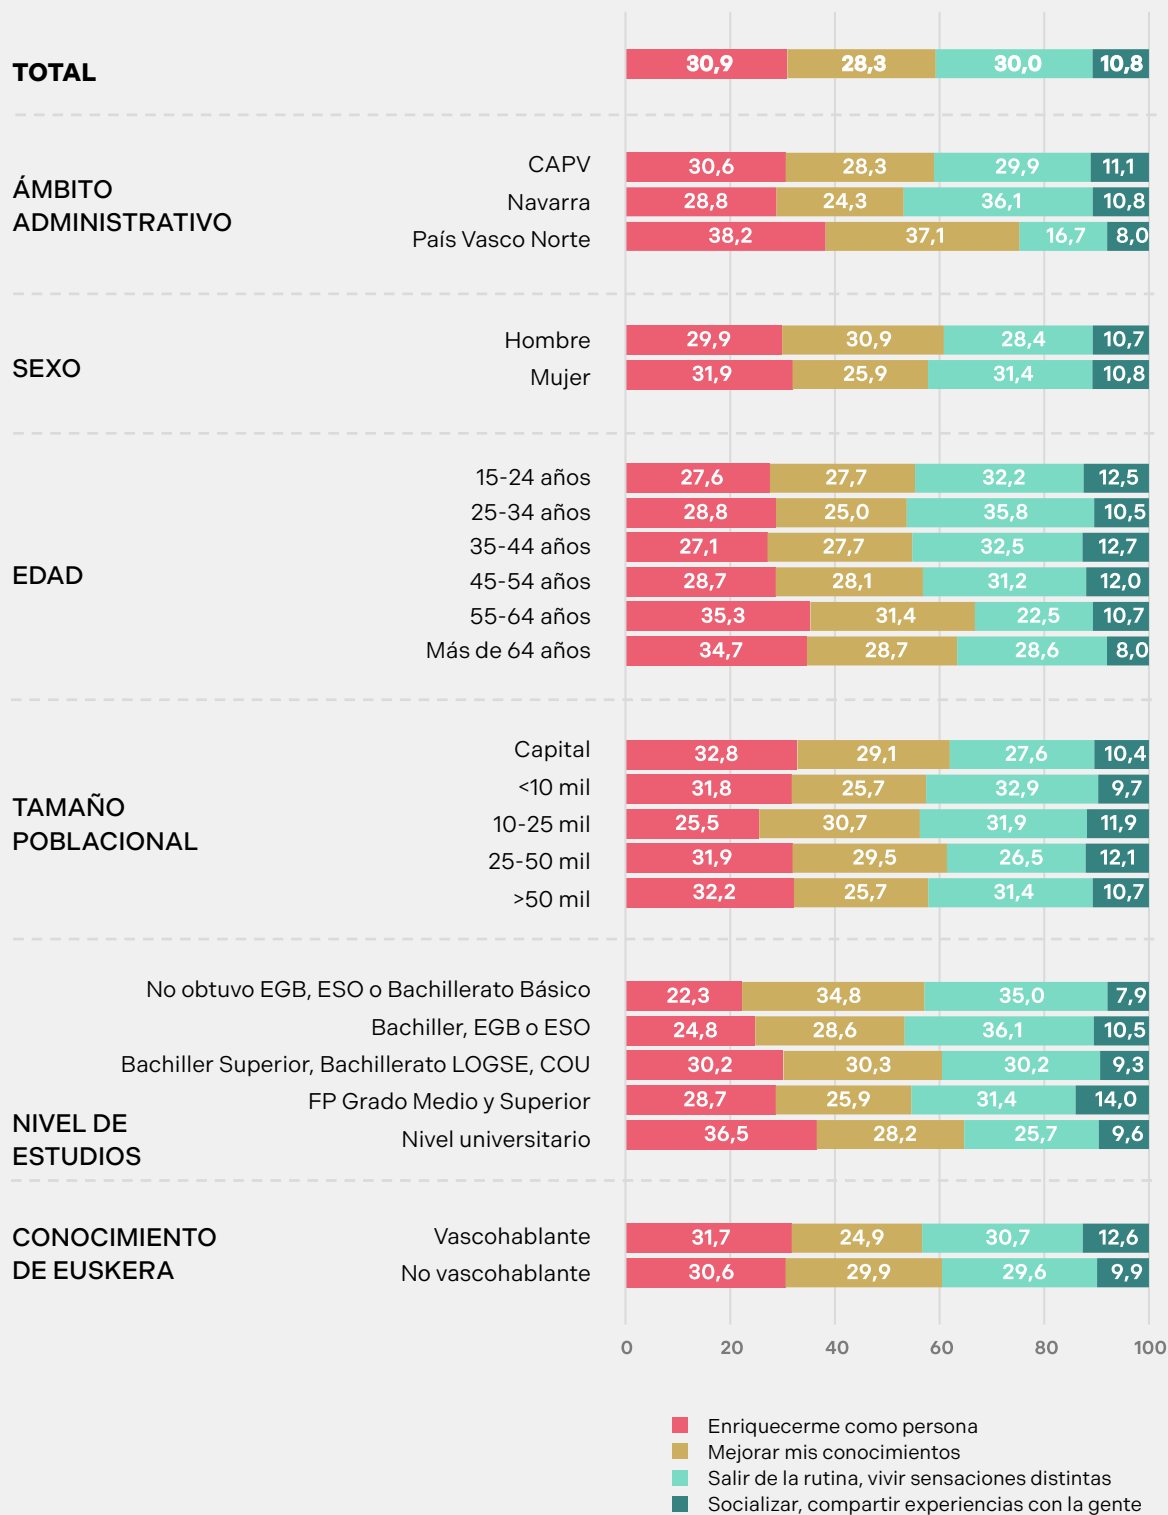 TOTAL
30,9 28,3 30,0 10,8
ÁMBITO
ADMINISTRATIVO
CAPV 30,6 28,3 29,9 11,1
Navarra 28,8 24,3 36,1 10,8
País Vasco Norte 38,2 37,1 16,7 8,0
SEXO
Hombre 29,9 30,9 28,4 10,7
Mujer 31,9 25,9 31,4 10,8
EDAD
15-24 años 27,6 27,7 32,2 12,5
25-34 años 28,8 25,0 35,8 10,5
35-44 años 27,1 27,7 32,5 12,7
45-54 años 28,7 28,1 31,2 12,0
55-64 años 35,3 31,4 22,5 10,7
Más de 64 años 34,7 28,7 28,6 8,0
TAMAÑO
POBLACIONAL
Capital 32,8 29,1 27,6 10,4
<10 mil 31,8 25,7 32,9 9,7
10-25 mil 25,5 30,7 31,9 11,9
25-50 mil 31,9 29,5 26,5 12,1
>50 mil 32,2 25,7 31,4 10,7
NIVEL DE
ESTUDIOS
No obtuvo EGB, ESO o Bachillerato Básico 22,3 34,8 35,0 7,9
Bachiller, EGB o ESO 24,8 28,6 36,1 10,5
Bachiller Superior, Bachillerato LOGSE, COU 30,2 30,3 30,2 9,3
FP Grado Medio y Superior 28,7 25,9 31,4 14,0
Nivel universitario 36,5 28,2 25,7 9,6
CONOCIMIENTO
DE EUSKERA
Vascohablante 31,7 24,9 30,7 12,6
No vascohablante 30,6 29,9 29,6 9,9
0 20 40 60 80 100
Enriquecerme como persona
Mejorar mis conocimientos
Salir de la rutina, vivir sensaciones distintas
Socializar, compartir experiencias con la gente